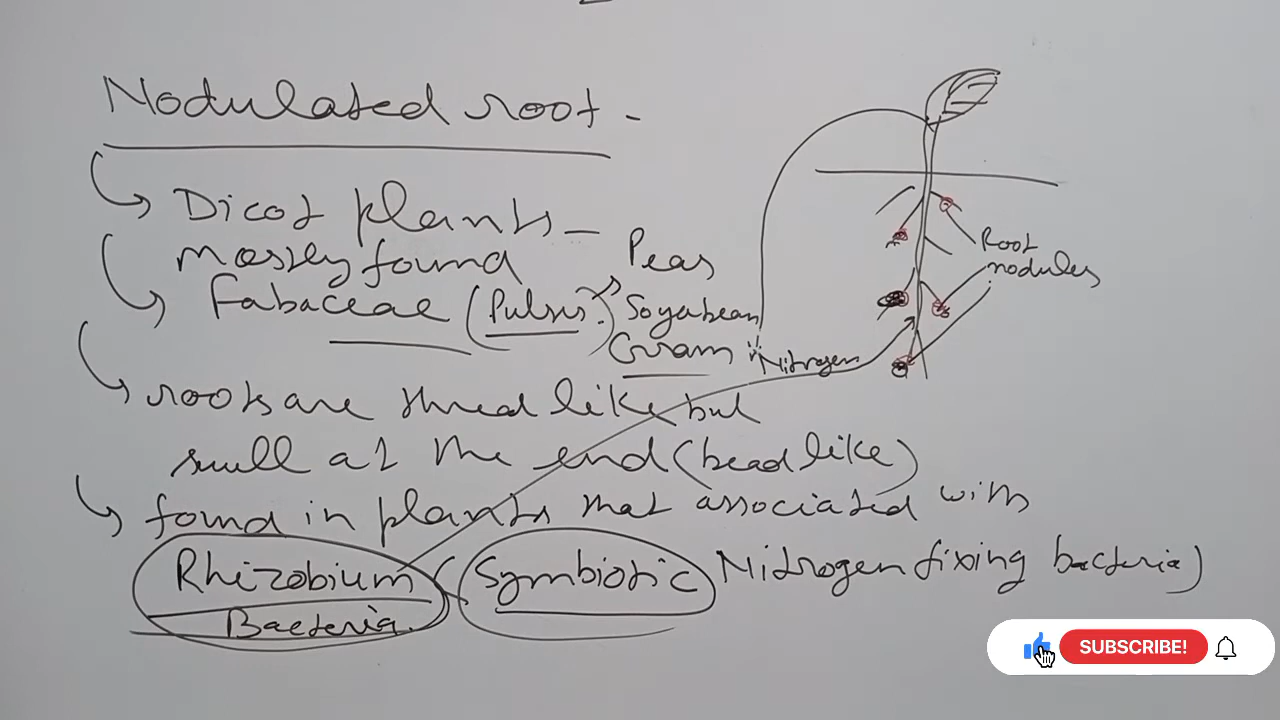 Nodulated root -
Dicot plants -
mostly found
Fabaceae (Pulses)
Peas
Soyabean
Gram
roots are thread like but
swell at the end (bead like)
found in plants that associated with
Rhizobium (Symbiotic Nitrogen fixing bacteria)
Bacteria.
Root
nodules
Nitrogen
SUBSCRIBE!